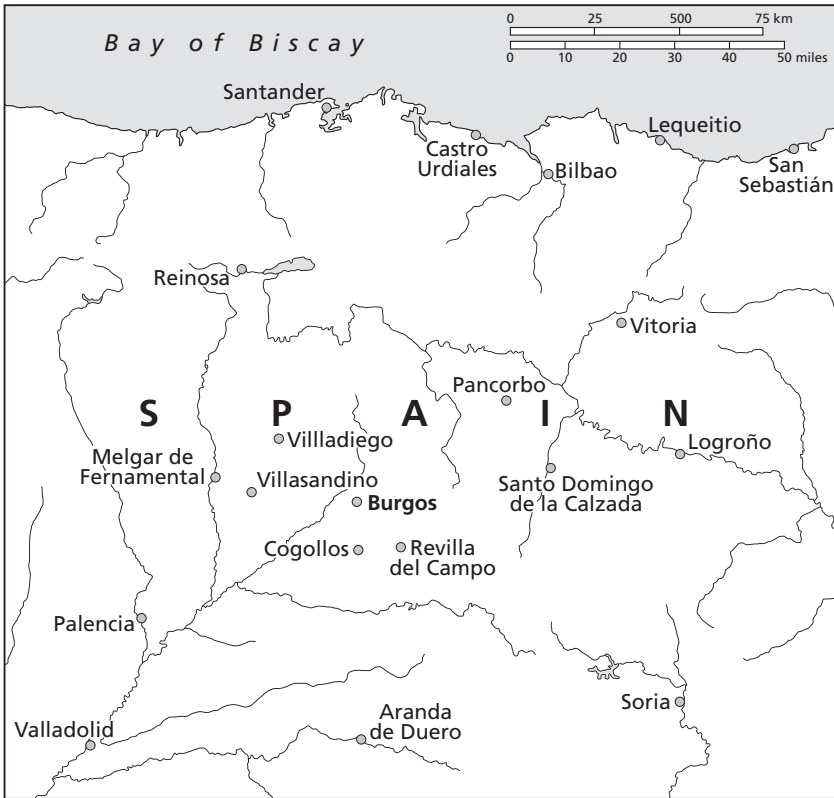 0 25 500 75 km
0 10 20 30 40 50 miles
Bay of Biscay
Santander
Castro
Urdiales
Bilbao
Lequeitio
San
Sebastián
Reinosa
Vitoria
Pancorbo
S P A I N
Villladiego
Logroño
Melgar de
Fernamental
Villasandino
Santo Domingo
de la Calzada
Burgos
Cogollos
Revilla
del Campo
Palencia
Soria
Valladolid
Aranda
de Duero